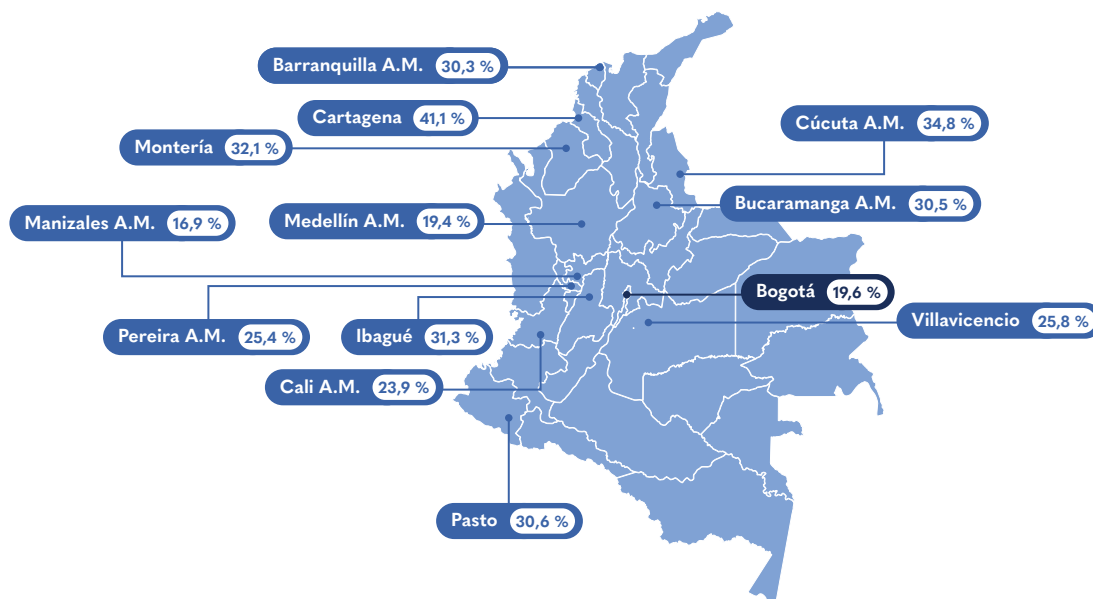 Barranquilla A.M. 30,3 %
Cartagena 41,1 %
Cúcuta A.M. 34,8 %
Montería 32,1 %
Bucaramanga A.M. 30,5 %
Manizales A.M. 16,9 %
Medellín A.M. 19,4 %
Bogotá 19,6 %
Villavicencio 25,8 %
Pereira A.M. 25,4 %
Ibagué 31,3 %
Cali A.M. 23,9 %
Pasto 30,6 %